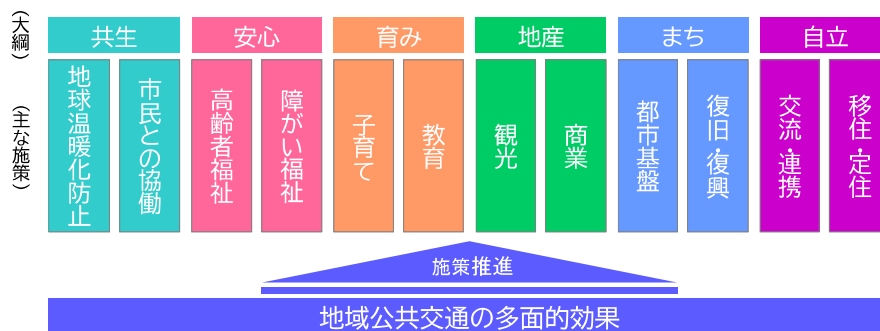 （大綱）
共生
安心
育み
地産
まち
自立
（主な施策）
地球温暖化防止
市民との協働
高齢者福祉
障がい福祉
子育て
教育
観光
商業
都市基盤
復旧・復興
交流・連携
移住・定住
施策推進
地域公共交通の多面的効果